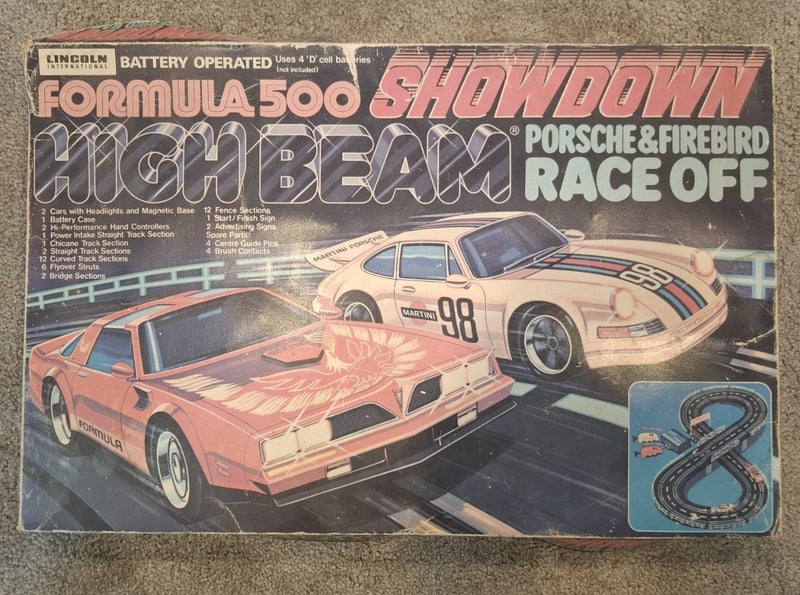 LINCOLN
INTERNATIONAL
BATTERY OPERATED
Uses 4 'D' cell batteries
(not included)
FORMULA 500
SHOWDOWN
HIGH BEAM®
PORSCHE & FIREBIRD
RACE OFF
2 Cars with Headlights and Magnetic Base
1 Battery Case
2 Hi-Performance Hand Controllers
1 Power Intake Straight Track Section
1 Chicane Track Section
2 Straight Track Sections
12 Curved Track Sections
6 Flyover Struts
2 Bridge Sections
12 Fence Sections
1 Start/Finish Sign
2 Advertising Signs
Spare Parts!
4 Centre Guide Pins
4 Brush Contacts
MARTINI PORSCHE
MARTINI
98
98
FORMULA